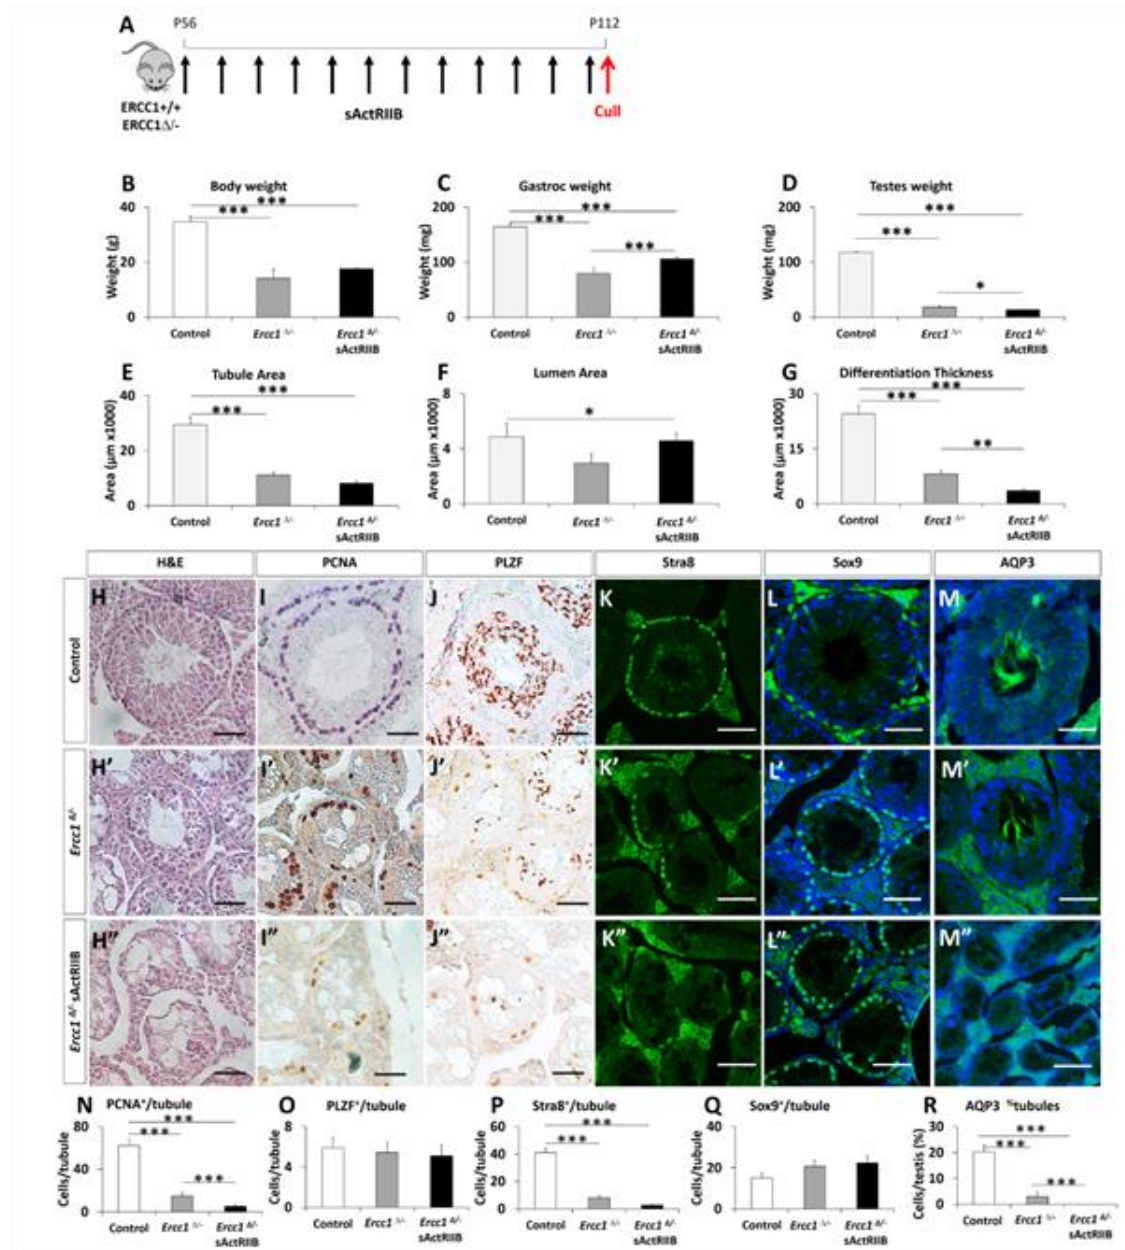 A
P56
P112
ERCC1+/+
ERCC1Δ/-
sActRIIB
Cull
B
Body weight
***
***
Weight (g)
40
20
0
Control
Ercc1 Δ/-
Ercc1 Δ/-
sActRIIB
C
Gastroc weight
***
***
***
Weight (mg)
200
100
0
Control
Ercc1 Δ/-
Ercc1 Δ/-
sActRIIB
D
Testes weight
***
***
*
Weight (mg)
200
100
0
Control
Ercc1 Δ/-
Ercc1 Δ/-
sActRIIB
E
Tubule Area
***
***
Area (µm x1000)
40
20
0
Control
Ercc1 Δ/-
Ercc1 Δ/-
sActRIIB
F
Lumen Area
*
Area (µm x1000)
8
4
0
Control
Ercc1 Δ/-
Ercc1 Δ/-
sActRIIB
G
Differentiation Thickness
***
***
**
Area (µm x1000)
30
15
0
Control
Ercc1 Δ/-
Ercc1 Δ/-
sActRIIB
H&E
PCNA
PLZF
Stra8
Sox9
AQP3
Control
H
I
J
K
L
M
Ercc1 Δ/-
H'
I'
J'
K'
L'
M'
Ercc1 Δ/- sActRIIB
H"
I"
J"
K"
L"
M"
N
PCNA+/tubule
***
***
***
Cells/tubule
80
40
0
Control
Ercc1 Δ/-
Ercc1 Δ/-
sActRIIB
O
PLZF+/tubule
Cells/tubule
8
4
0
Control
Ercc1 Δ/-
Ercc1 Δ/-
sActRIIB
P
Stra8+/tubule
***
***
Cells/tubule
60
40
20
0
Control
Ercc1 Δ/-
Ercc1 Δ/-
sActRIIB
Q
Sox9+/tubule
Cells/tubule
40
20
0
Control
Ercc1 Δ/-
Ercc1 Δ/-
sActRIIB
R
AQP3 %tubules
***
***
***
Cells/testis (%)
30
20
10
0
Control
Ercc1 Δ/-
Ercc1 Δ/-
sActRIIB